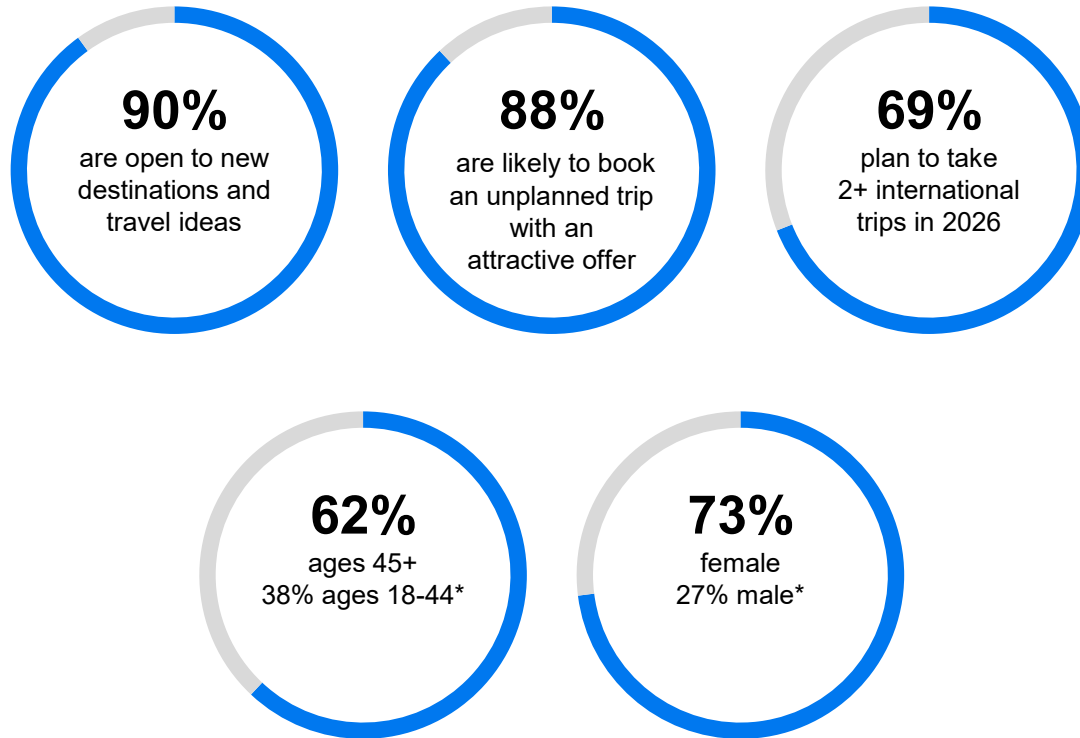 90%
are open to new
destinations and
travel ideas
88%
are likely to book
an unplanned trip
with an
attractive offer
69%
plan to take
2+ international
trips in 2026
62%
ages 45+
38% ages 18-44*
73%
female
27% male*